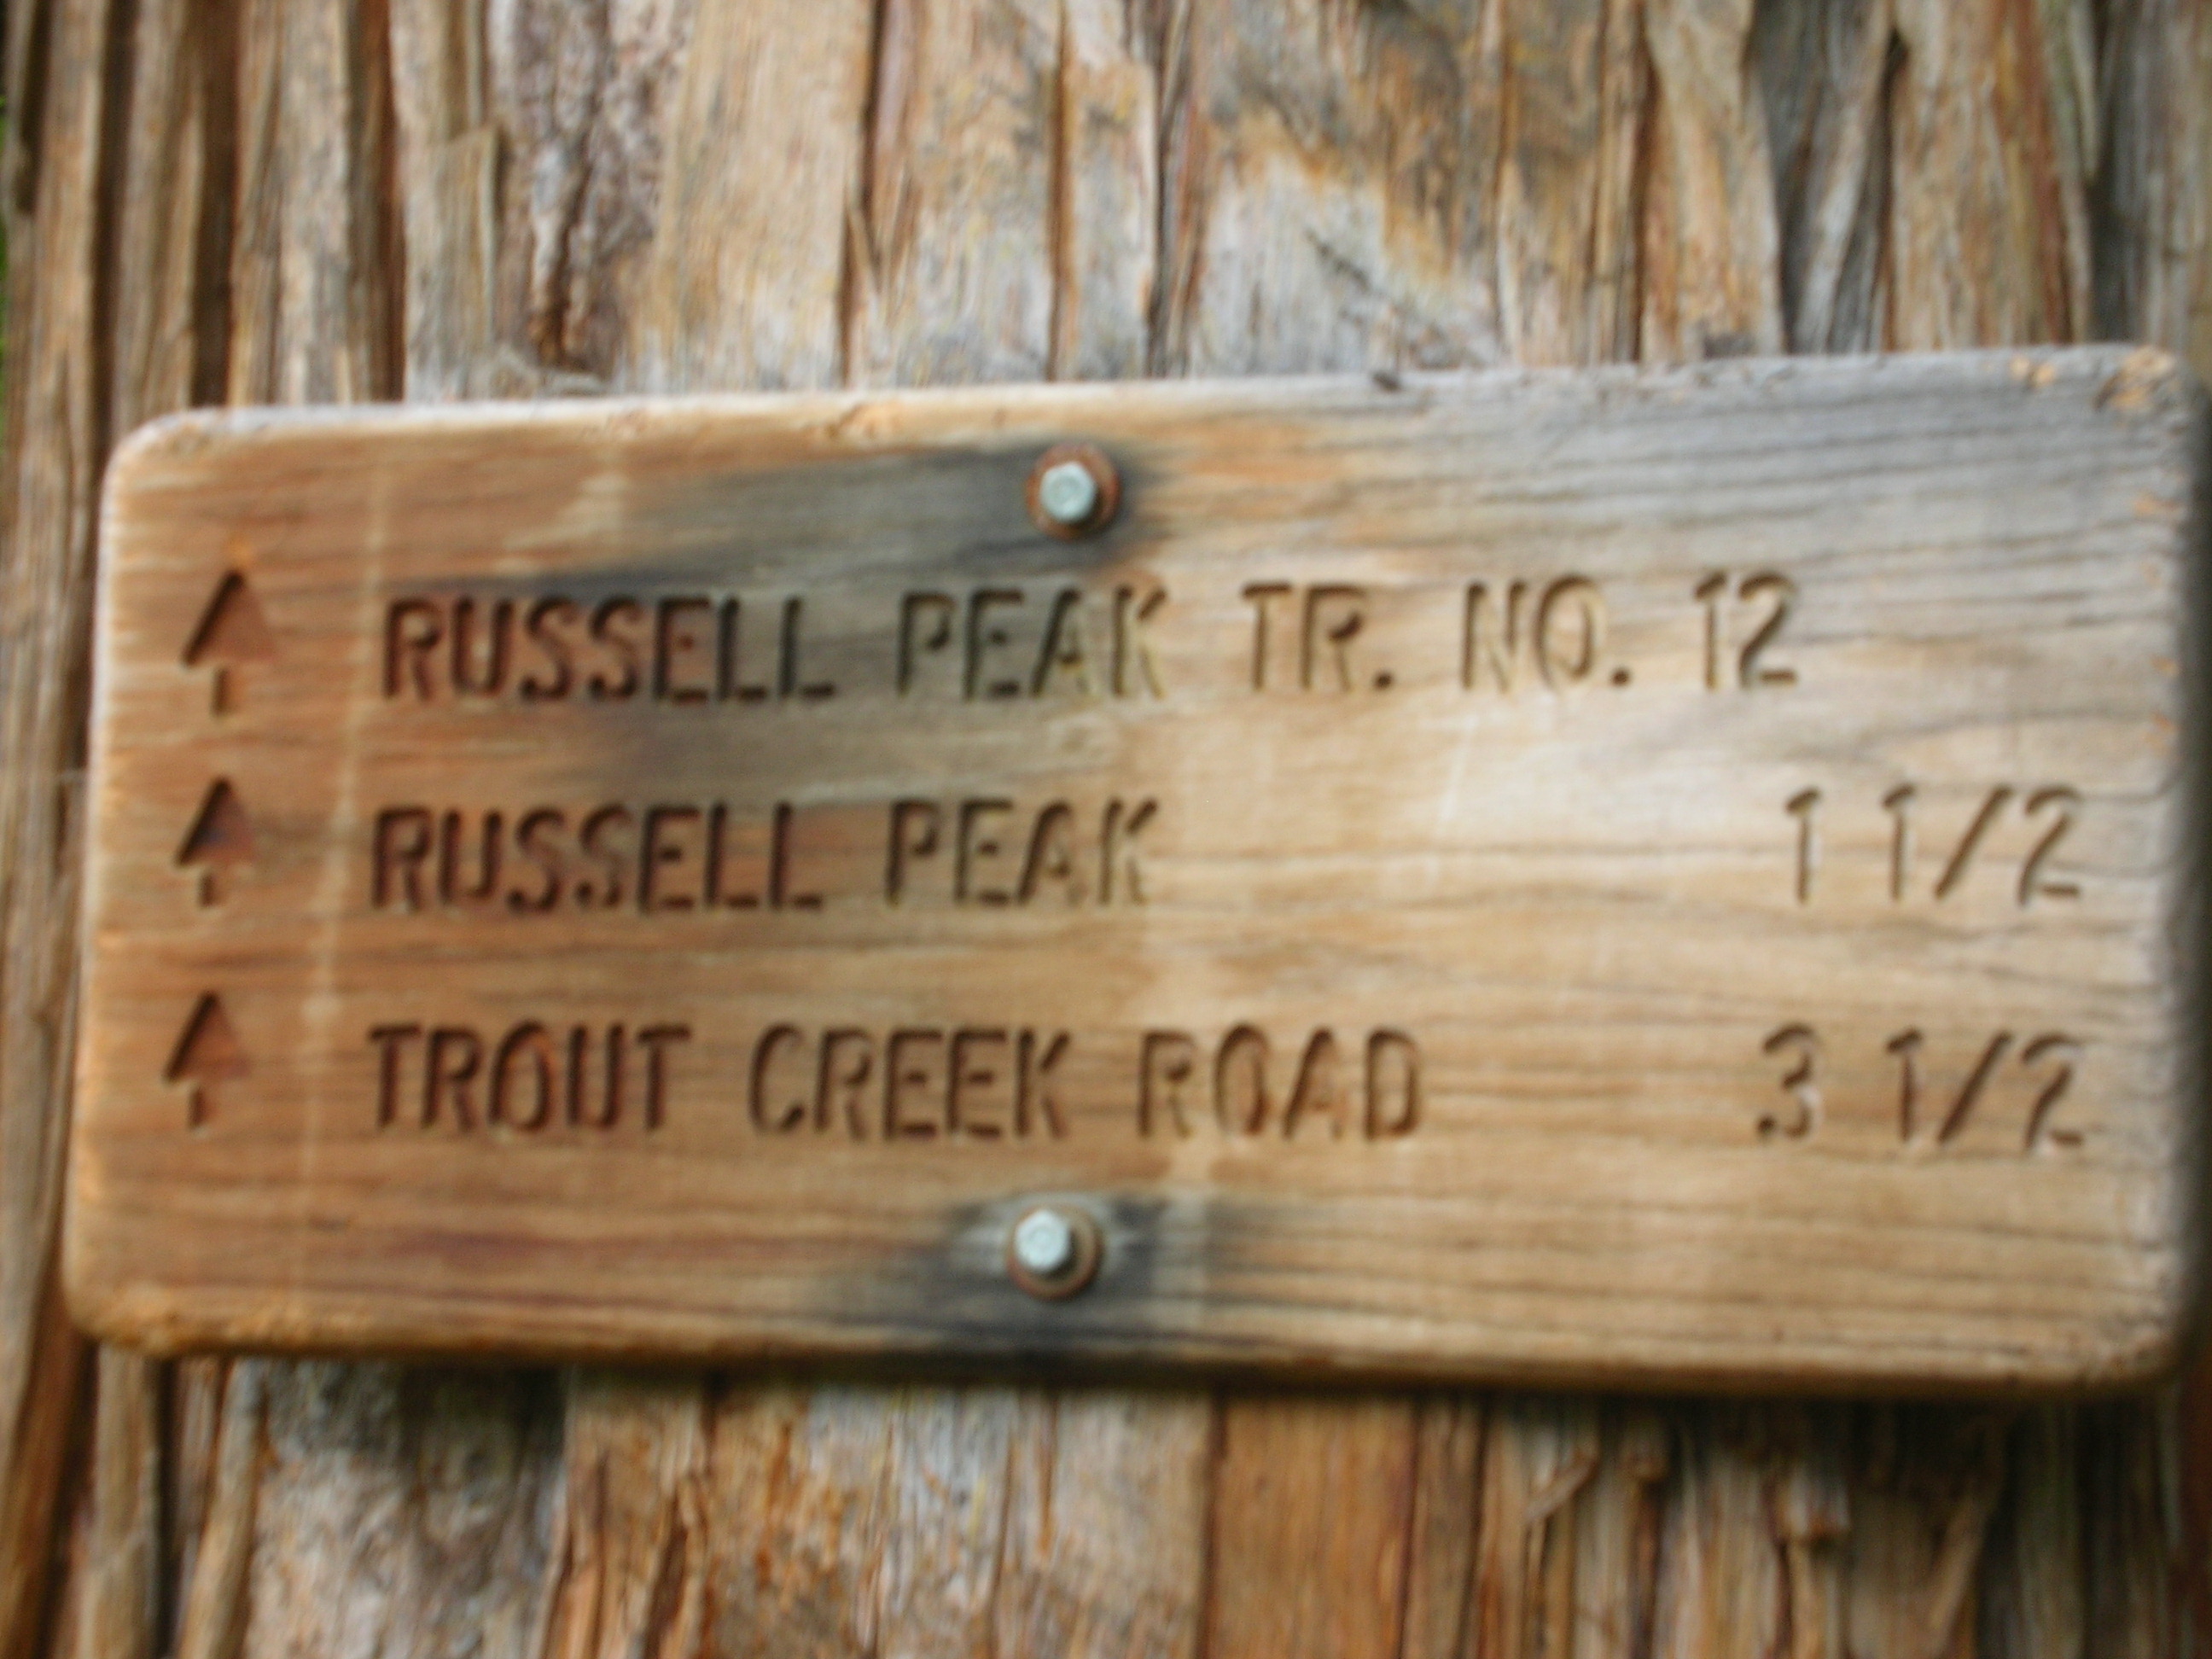 ↑ RUSSELL PEAK TR. NO. 12
↑ RUSSELL PEAK 1 1/2
↑ TROUT CREEK ROAD 3 1/2